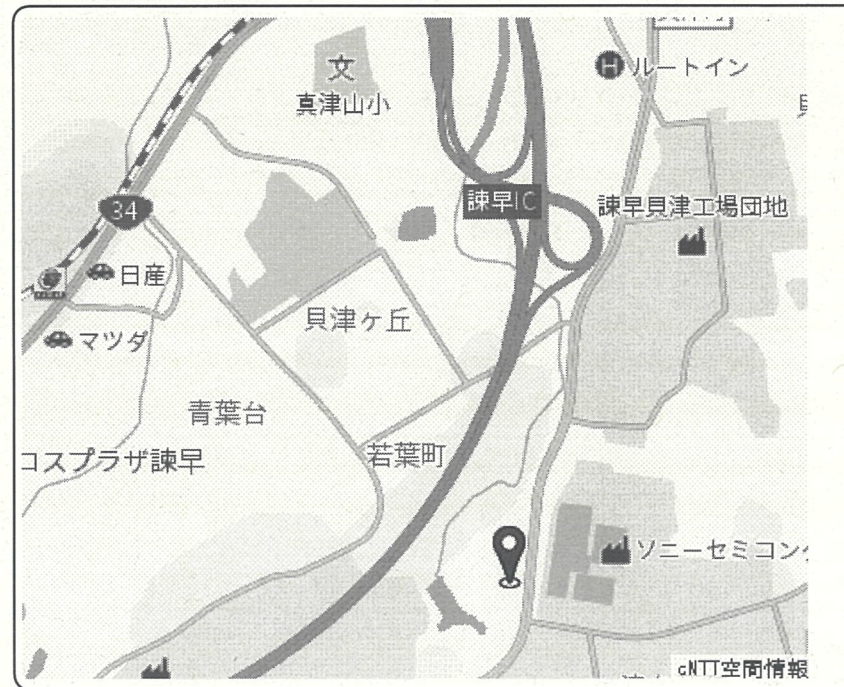 文
真津山小
H
ルートイン
諫早IC
諫早貝津工場団地
34
日産
マツダ
貝津ヶ丘
青葉台
若葉町
コスプラザ諫早
ソニーセミコン
cNTT空間情報